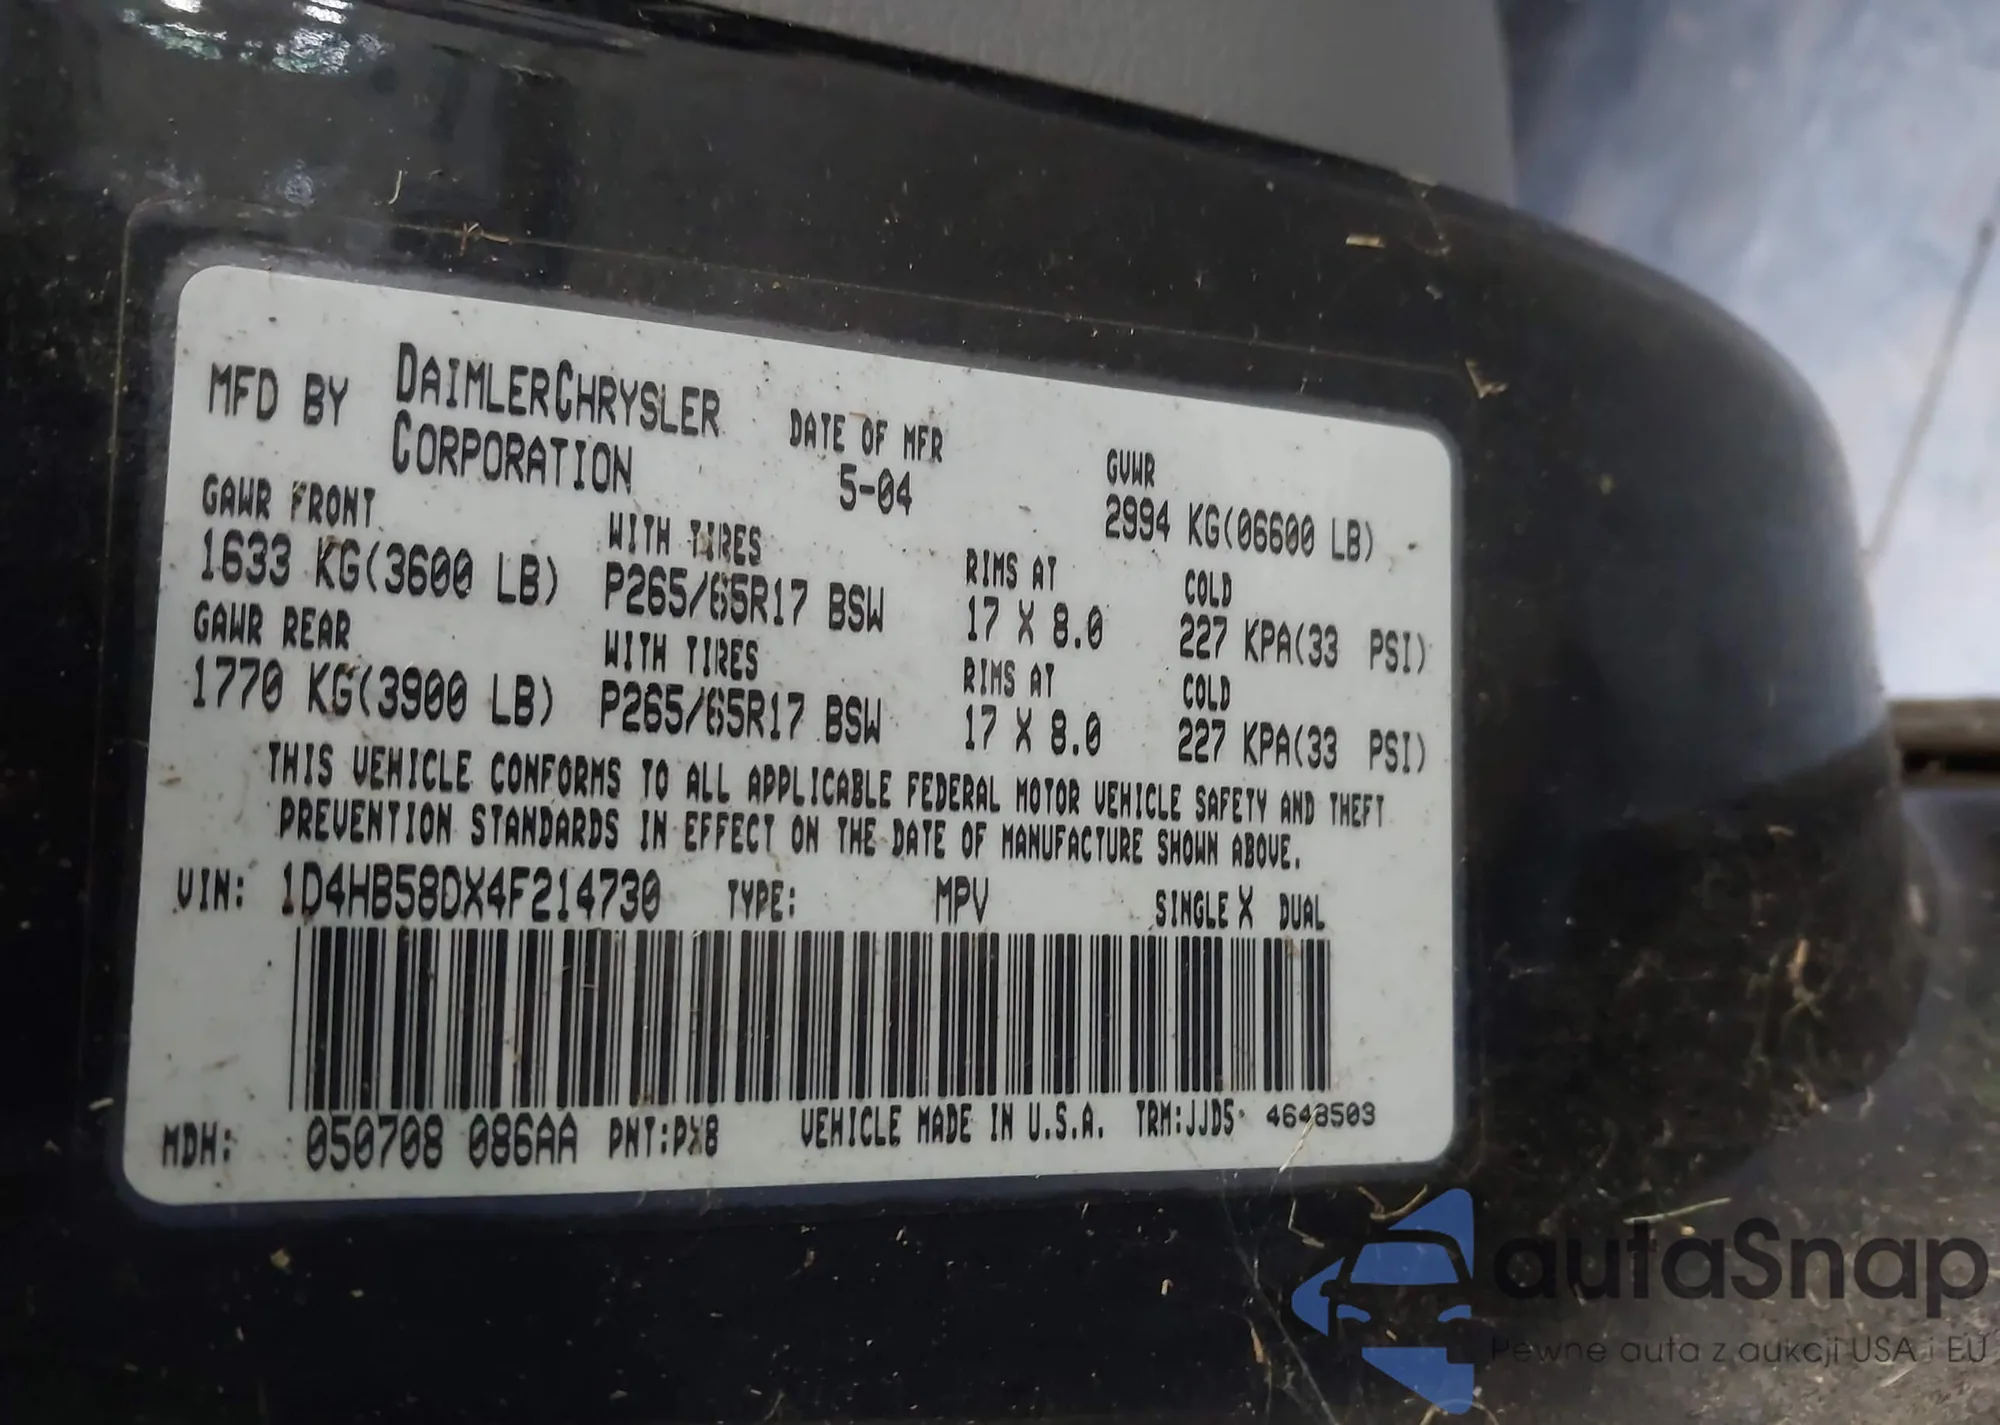 MFD BY DAIMLERCHRYSLER CORPORATION
DATE OF MFR
5-04
GVWR
2994 KG(06600 LB)
GAWR FRONT WITH TIRES RIMS AT COLD
1633 KG(3600 LB) P265/65R17 BSW 17 X 8.0 227 KPA(33 PSI)
GAWR REAR WITH TIRES RIMS AT COLD
1770 KG(3900 LB) P265/65R17 BSW 17 X 8.0 227 KPA(33 PSI)
THIS VEHICLE CONFORMS TO ALL APPLICABLE FEDERAL MOTOR VEHICLE SAFETY AND THEFT
PREVENTION STANDARDS IN EFFECT ON THE DATE OF MANUFACTURE SHOWN ABOVE.
VIN: 1D4HB58DX4F214730 TYPE: MPV SINGLE X DUAL
MDH: 050708 086AA PNT:PX8 VEHICLE MADE IN U.S.A. TRM:JJD5 4648503
autaSnap
Pewne auta z aukcji USA i EU